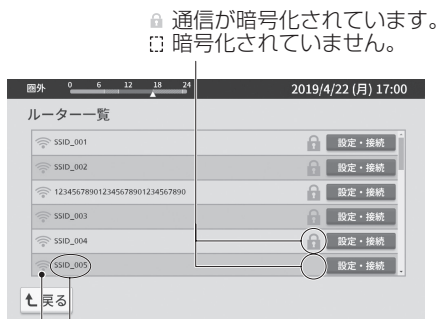 通信が暗号化されています。
暗号化されていません。
圏外 0 6 12 18 24 2019/4/22 (月) 17:00
ルーター一覧
SSID_001 設定・接続
SSID_002 設定・接続
123456789012345678901234567890 設定・接続
SSID_003 設定・接続
SSID_004 設定・接続
SSID_005 設定・接続
戻る